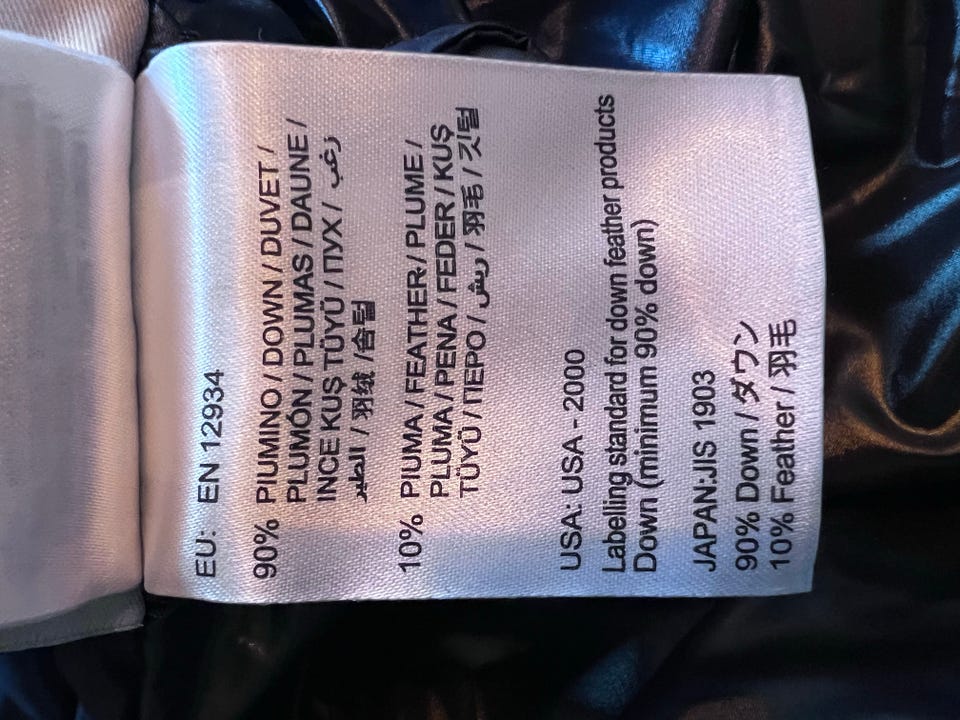 EU: EN 12934
90% PIUMINO / DOWN / DUVET /
PLUMÓN / PLUMAS / DAUNE /
INCE KUŞ TÜYÜ / ПУХ / زغب
الطير / 羽绒 /솜털
10% PIUMA / FEATHER / PLUME /
PLUMA / PENA / FEDER / KUŞ
TÜYÜ / ПЕРО / ريش / 羽毛 / 깃털
USA: USA - 2000
Labelling standard for down feather products
Down (minimum 90% down)
JAPAN:JIS 1903
90% Down / ダウン
10% Feather / 羽毛